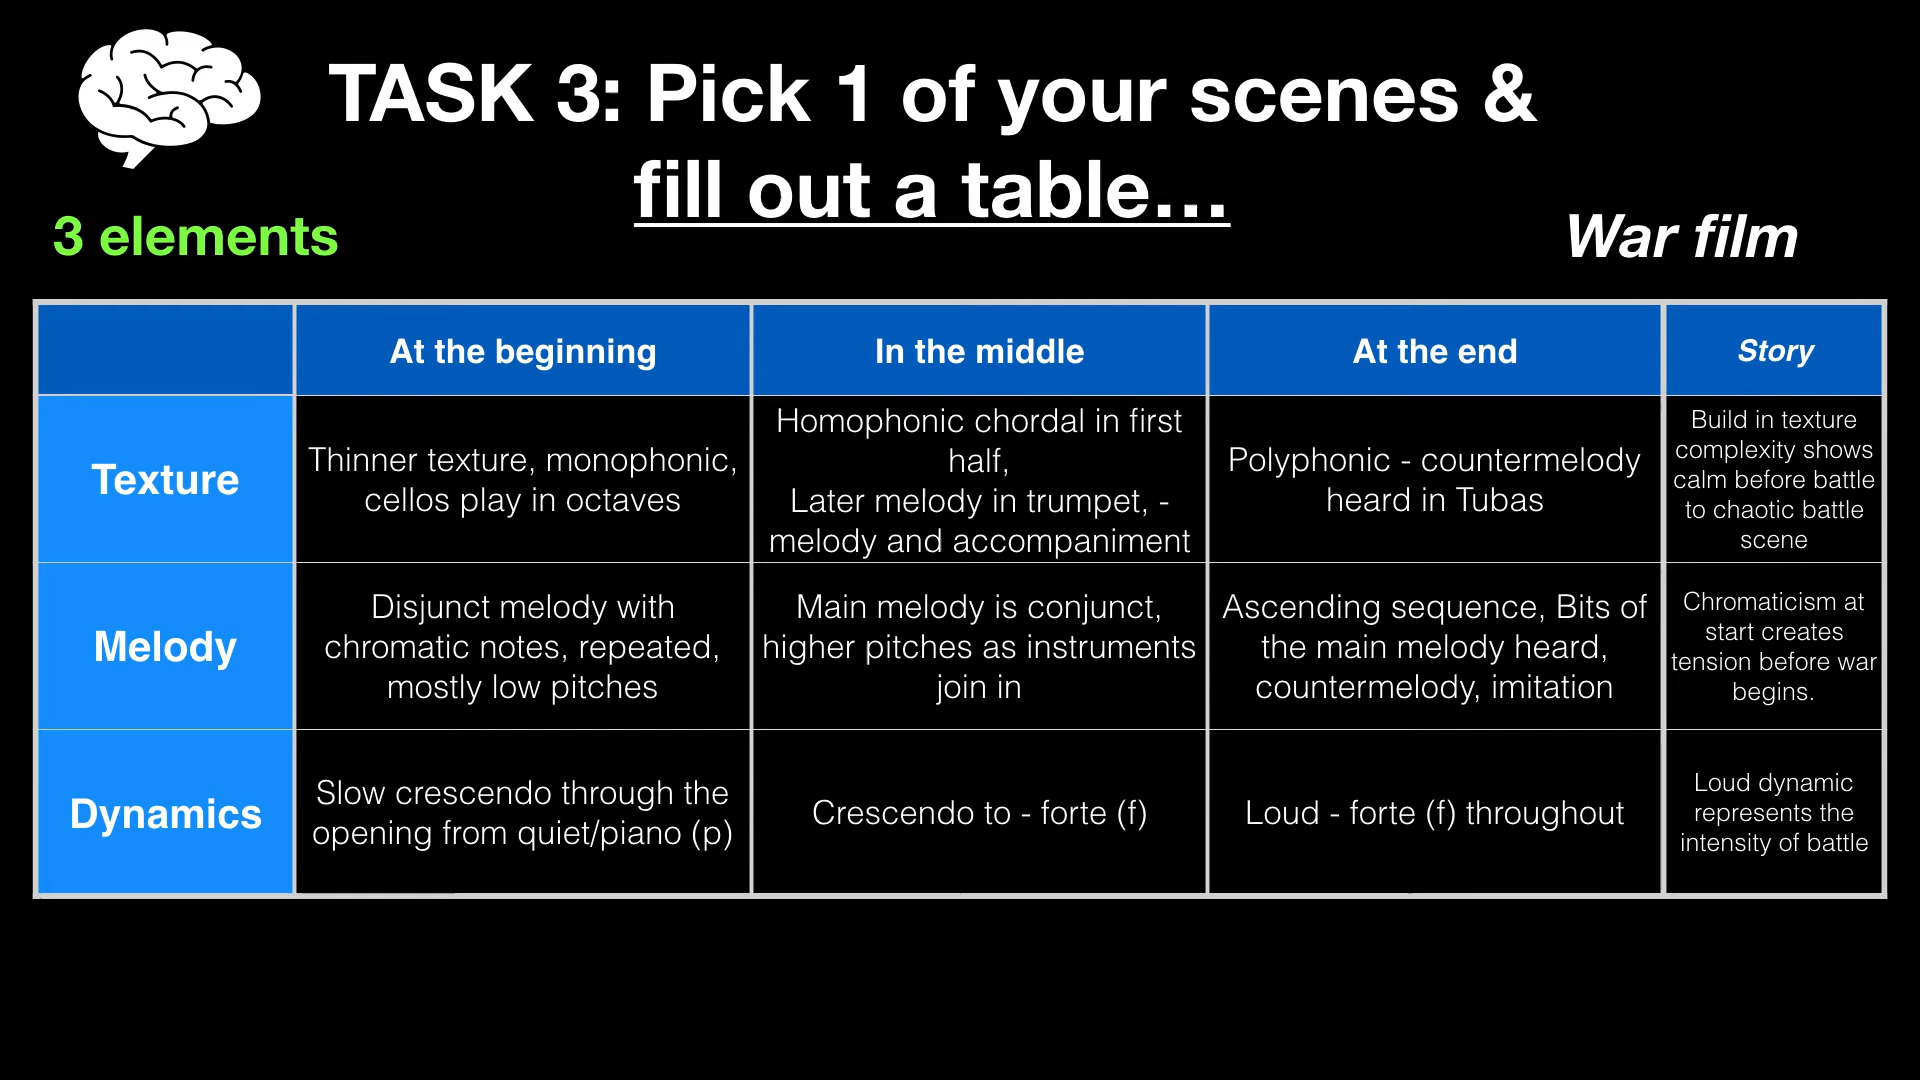 TASK 3: Pick 1 of your scenes &
fill out a table...
3 elements
War film
At the beginning
In the middle
At the end
Story
Texture
Thinner texture, monophonic,
cellos play in octaves
Homophonic chordal in first
half,
Later melody in trumpet, -
melody and accompaniment
Polyphonic - countermelody
heard in Tubas
Build in texture
complexity shows
calm before battle
to chaotic battle
scene
Melody
Disjunct melody with
chromatic notes, repeated,
mostly low pitches
Main melody is conjunct,
higher pitches as instruments
join in
Ascending sequence, Bits of
the main melody heard,
countermelody, imitation
Chromaticism at
start creates
tension before war
begins.
Dynamics
Slow crescendo through the
opening from quiet/piano (p)
Crescendo to - forte (f)
Loud - forte (f) throughout
Loud dynamic
represents the
intensity of battle